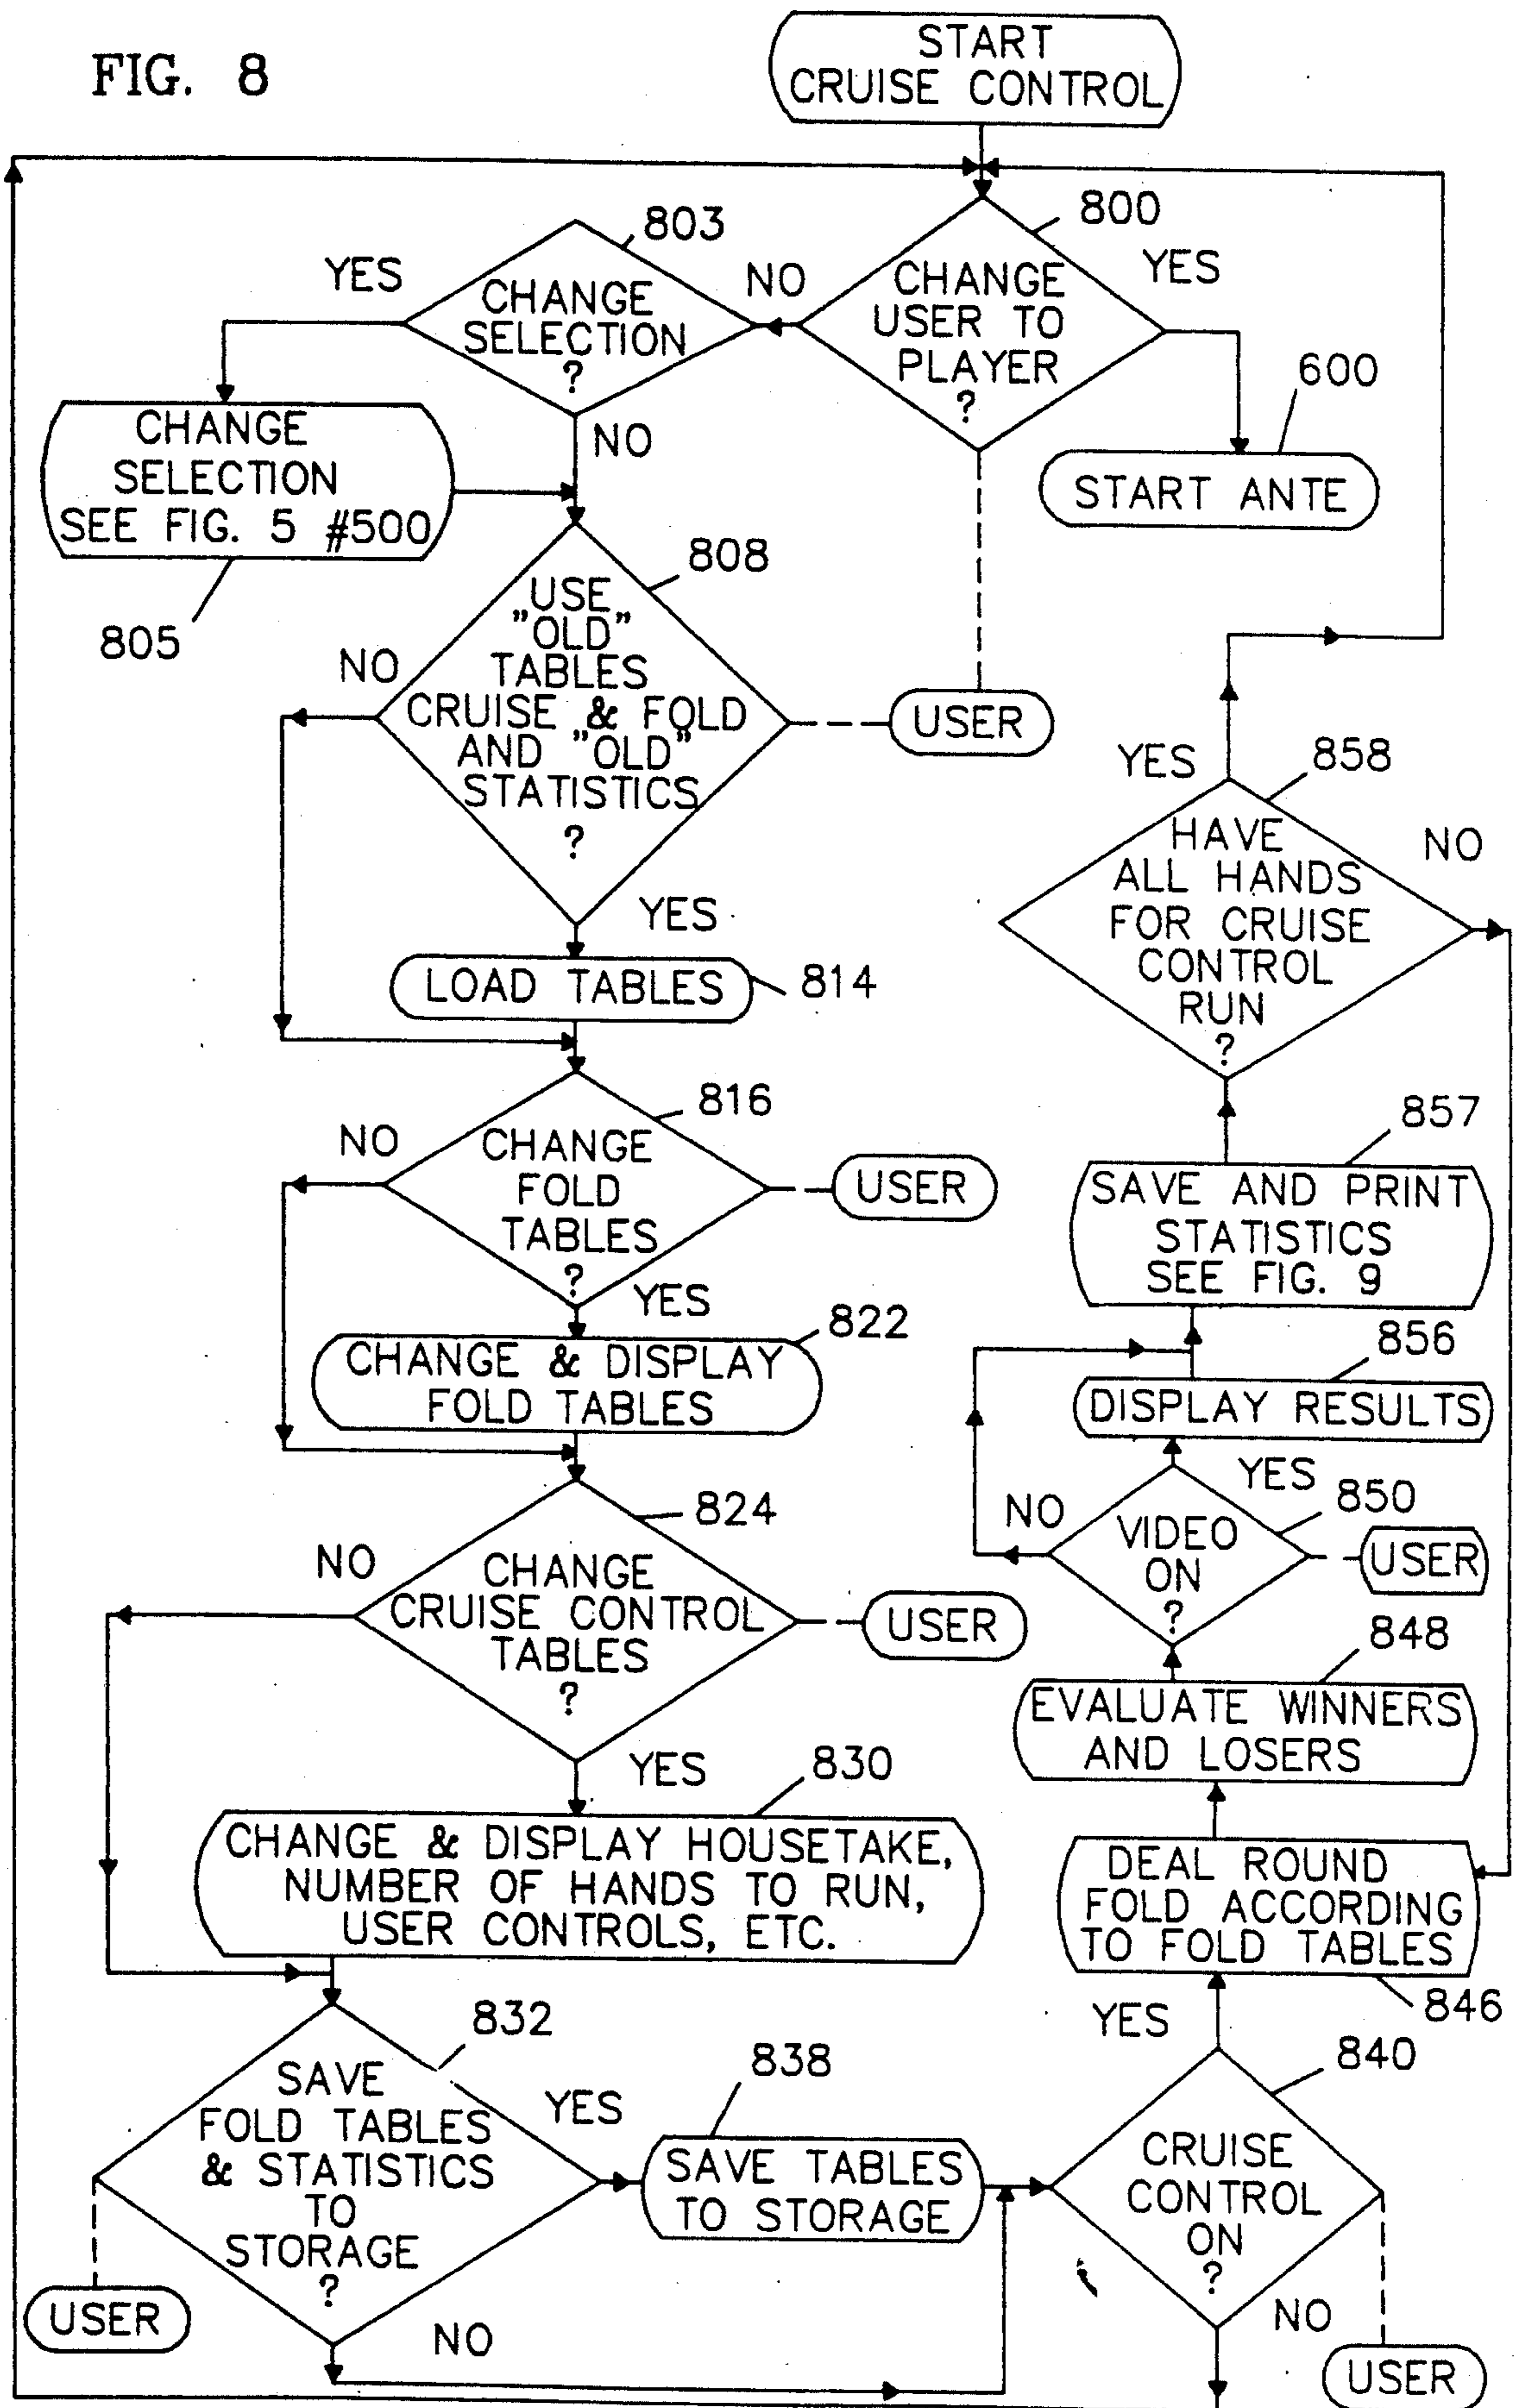 FIG. 8
START
CRUISE CONTROL
800
CHANGE
USER TO
PLAYER
?
YES
NO
803
CHANGE
SELECTION
?
YES
NO
600
START ANTE
CHANGE
SELECTION
SEE FIG. 5 #500
805
808
USE
"OLD"
TABLES
CRUISE & FOLD
AND "OLD"
STATISTICS
?
NO
YES
USER
LOAD TABLES
814
816
CHANGE
FOLD
TABLES
?
NO
YES
USER
822
CHANGE & DISPLAY
FOLD TABLES
824
CHANGE
CRUISE CONTROL
TABLES
?
NO
YES
USER
830
CHANGE & DISPLAY HOUSETAKE,
NUMBER OF HANDS TO RUN,
USER CONTROLS, ETC.
832
SAVE
FOLD TABLES
& STATISTICS
TO
STORAGE
?
YES
NO
USER
838
SAVE TABLES
TO STORAGE
840
CRUISE
CONTROL
ON
?
YES
NO
USER
DEAL ROUND
FOLD ACCORDING
TO FOLD TABLES
846
848
EVALUATE WINNERS
AND LOSERS
850
VIDEO
ON
?
NO
YES
USER
856
DISPLAY RESULTS
857
SAVE AND PRINT
STATISTICS
SEE FIG. 9
858
HAVE
ALL HANDS
FOR CRUISE
CONTROL
RUN
?
YES
NO